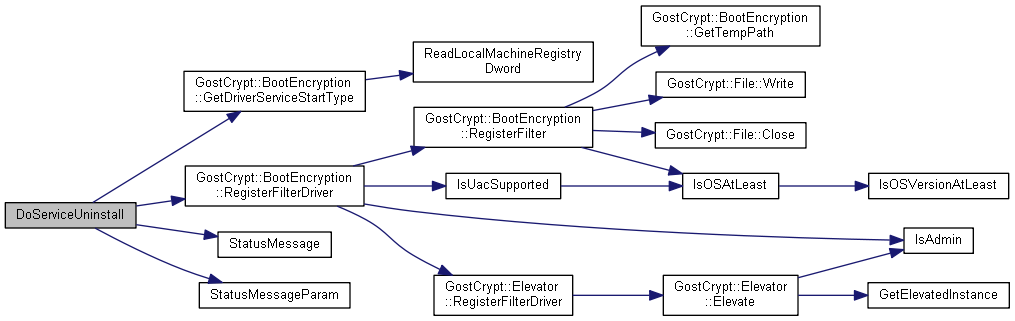 DoServiceUninstall
GostCrypt::BootEncryption
::GetDriverServiceStartType
GostCrypt::BootEncryption
::RegisterFilterDriver
StatusMessage
StatusMessageParam
ReadLocalMachineRegistry
Dword
GostCrypt::BootEncryption
::RegisterFilter
IsUacSupported
GostCrypt::Elevator
::RegisterFilterDriver
GostCrypt::BootEncryption
::GetTempPath
GostCrypt::File::Write
GostCrypt::File::Close
IsOSAtLeast
GostCrypt::Elevator
::Elevate
IsOSVersionAtLeast
IsAdmin
GetElevatedInstance